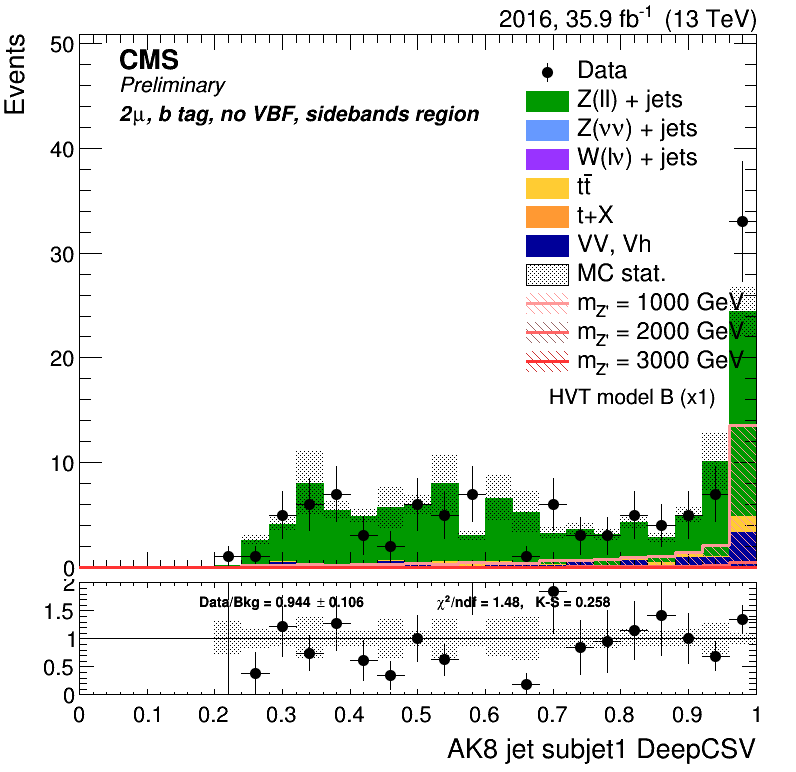 2016, 35.9 fb⁻¹ (13 TeV)
Events
50
40
30
20
10
0
CMS
Preliminary
2μ, b tag, no VBF, sidebands region
Data
Z(ll) + jets
Z(νν) + jets
W(lν) + jets
tt̄
t+X
VV, Vh
MC stat.
m_Z' = 1000 GeV
m_Z' = 2000 GeV
m_Z' = 3000 GeV
HVT model B (x1)
2
1.5
1
0.5
0
Data/Bkg = 0.944 ± 0.106
χ²/ndf = 1.48, K-S = 0.258
0 0.1 0.2 0.3 0.4 0.5 0.6 0.7 0.8 0.9 1
AK8 jet subjet1 DeepCSV